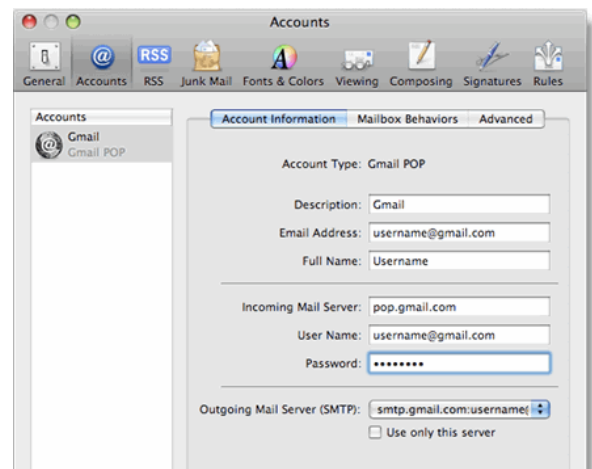 Accounts
General Accounts RSS Junk Mail Fonts & Colors Viewing Composing Signatures Rules
RSS
Accounts
Gmail
Gmail POP
Account Information Mailbox Behaviors Advanced
Account Type: Gmail POP
Description: Gmail
Email Address: username@gmail.com
Full Name: Username
Incoming Mail Server: pop.gmail.com
User Name: username@gmail.com
Password: ••••••••
Outgoing Mail Server (SMTP): smtp.gmail.com:username(
Use only this server